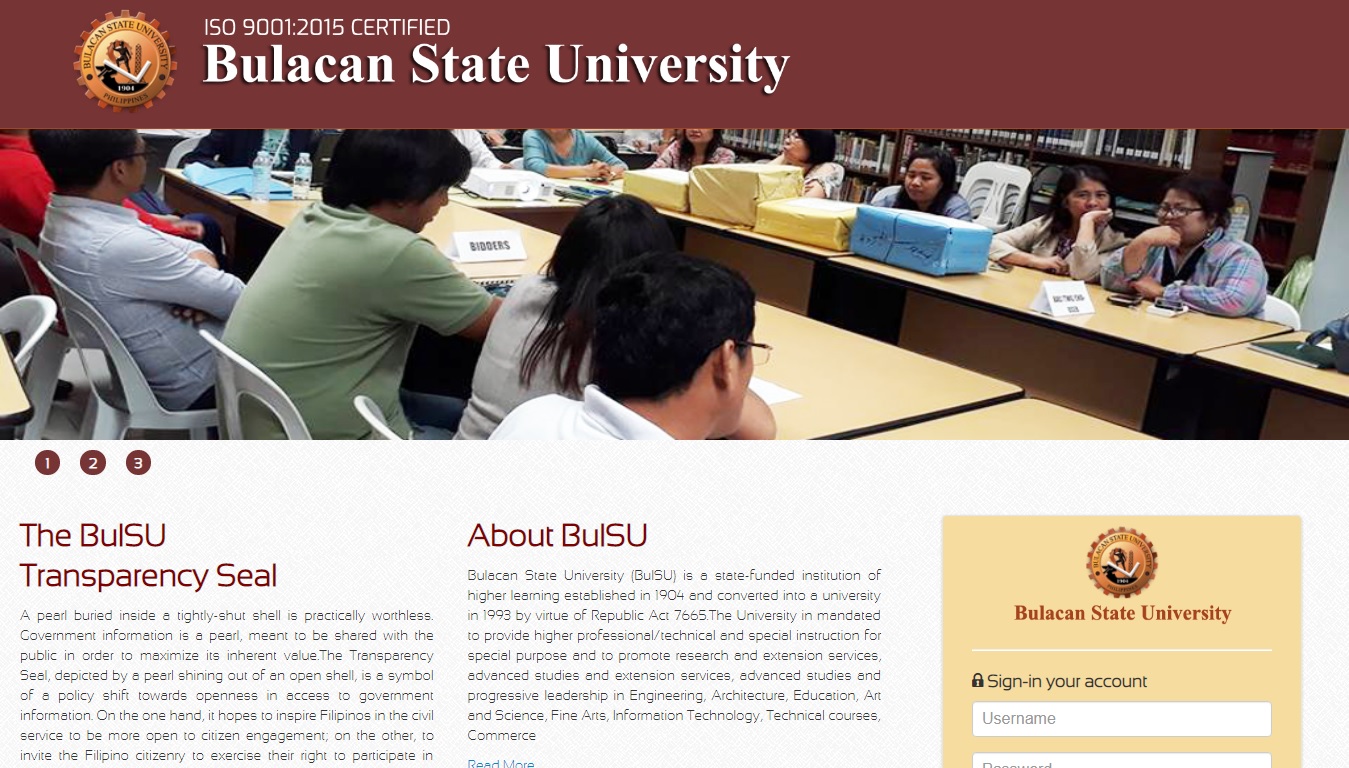 BULACAN STATE UNIVERSITY
1904
PHILIPPINES
ISO 9001:2015 CERTIFIED
Bulacan State University
BIDDERS
1 2 3
The BulSU
Transparency Seal
A pearl buried inside a tightly-shut shell is practically worthless.
Government information is a pearl, meant to be shared with the
public in order to maximize its inherent value.The Transparency
Seal, depicted by a pearl shining out of an open shell, is a symbol
of a policy shift towards openness in access to government
information. On the one hand, it hopes to inspire Filipinos in the civil
service to be more open to citizen engagement; on the other, to
invite the Filipino citizenry to exercise their right to participate in
About BulSU
Bulacan State University (BulSU) is a state-funded institution of
higher learning established in 1904 and converted into a university
in 1993 by virtue of Republic Act 7665.The University in mandated
to provide higher professional/technical and special instruction for
special purpose and to promote research and extension services,
advanced studies and extension services, advanced studies and
progressive leadership in Engineering, Architecture, Education, Art
and Science, Fine Arts, Information Technology, Technical courses,
Commerce
Read More
BULACAN STATE UNIVERSITY
1904
PHILIPPINES
Bulacan State University
Sign-in your account
Username
Password